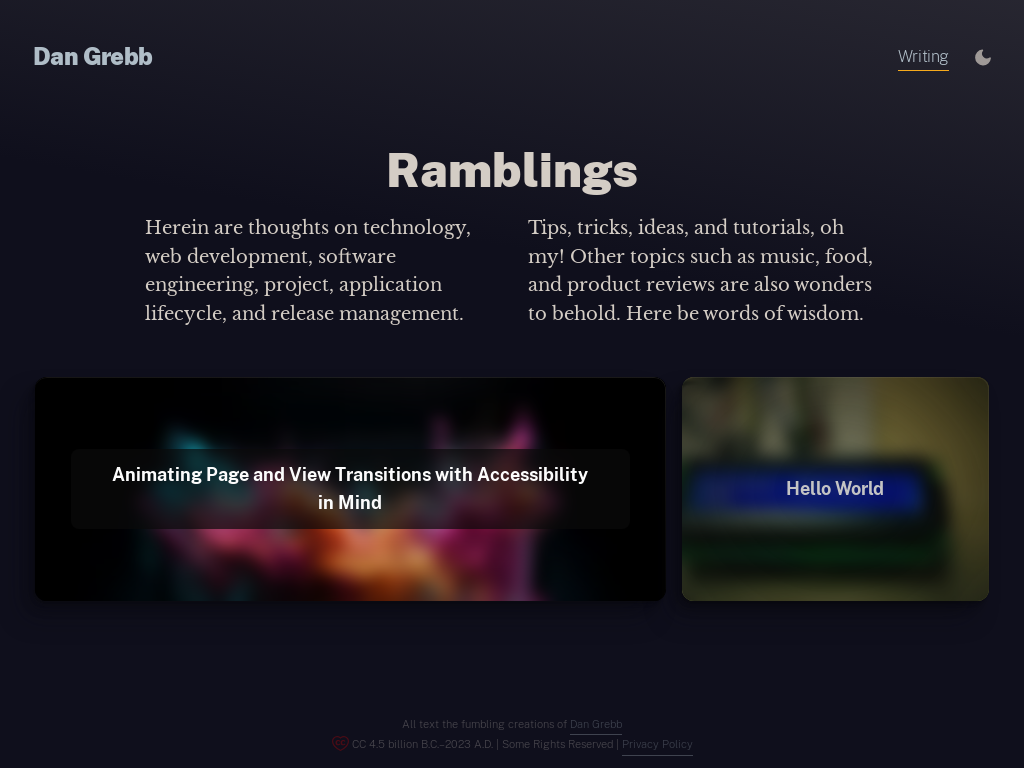 Dan Grebb
Writing
Ramblings
Herein are thoughts on technology,
web development, software
engineering, project, application
lifecycle, and release management.
Tips, tricks, ideas, and tutorials, oh
my! Other topics such as music, food,
and product reviews are also wonders
to behold. Here be words of wisdom.
Animating Page and View Transitions with Accessibility
in Mind
Hello World
All text the fumbling creations of Dan Grebb
CC 4.5 billion B.C.–2023 A.D. | Some Rights Reserved | Privacy Policy